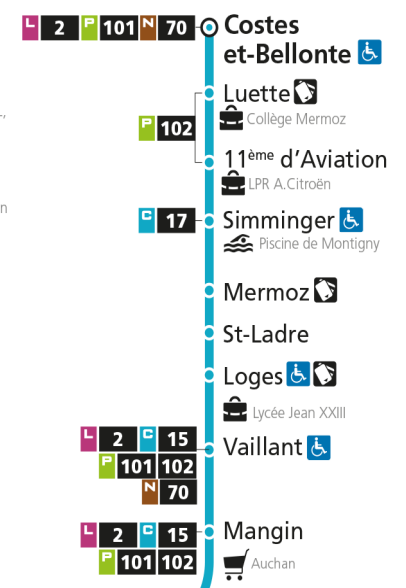 L 2 P 101 N 70 Costes
et-Bellonte
Luette
Collège Mermoz
P 102
11ème d'Aviation
LPR A.Citroën
C 17 Simminger
Piscine de Montigny
n
Mermoz
St-Ladre
Loges
Lycée Jean XXIII
L 2 C 15
Vaillant
P 101 102
N 70
L 2 C 15 Mangin
P 101 102 Auchan